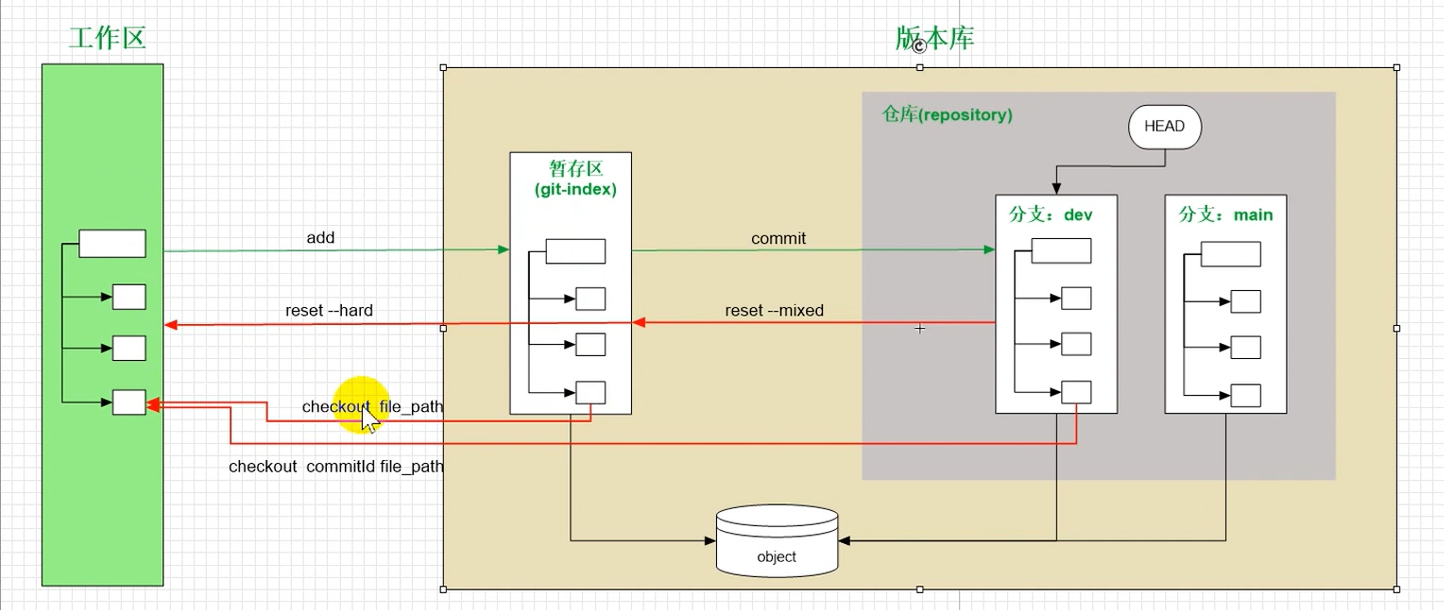 工作区
版本库
仓库(repository)
HEAD
暂存区
(git-index)
分支：dev
分支：main
add
commit
reset --hard
reset --mixed
checkout file_path
checkout commitId file_path
object